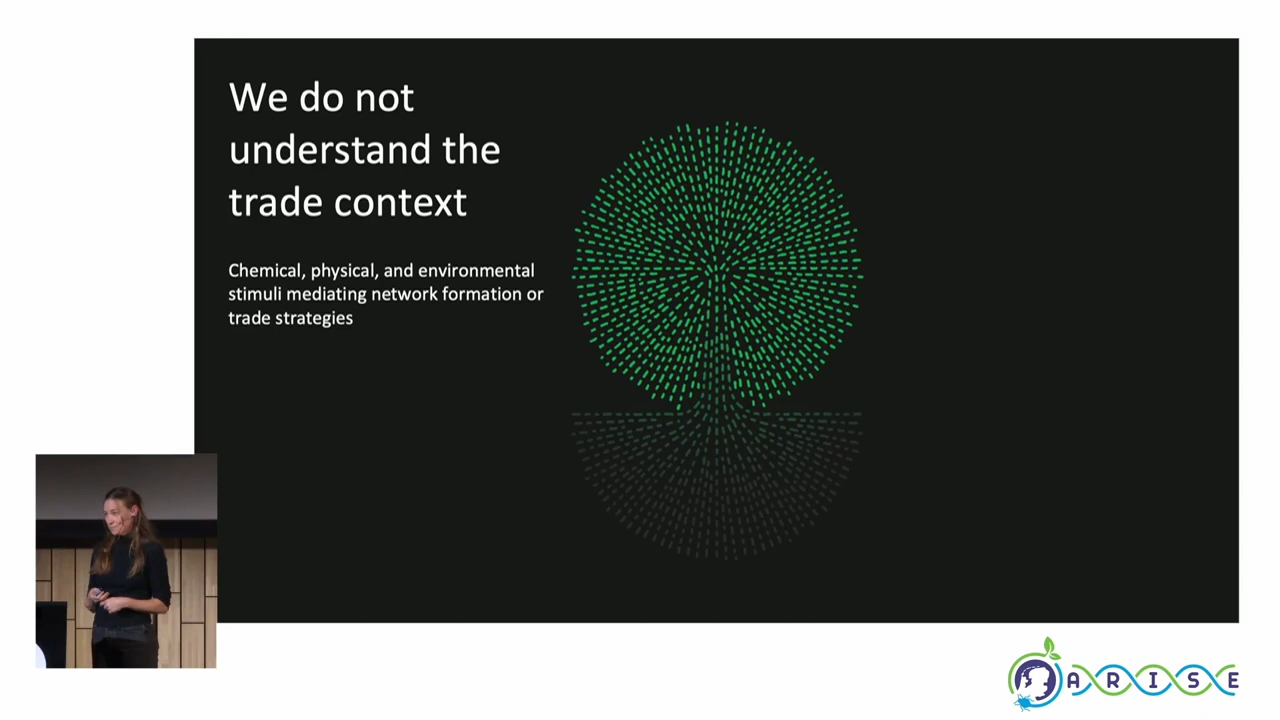 We do not
understand the
trade context
Chemical, physical, and environmental
stimuli mediating network formation or
trade strategies
ARISE